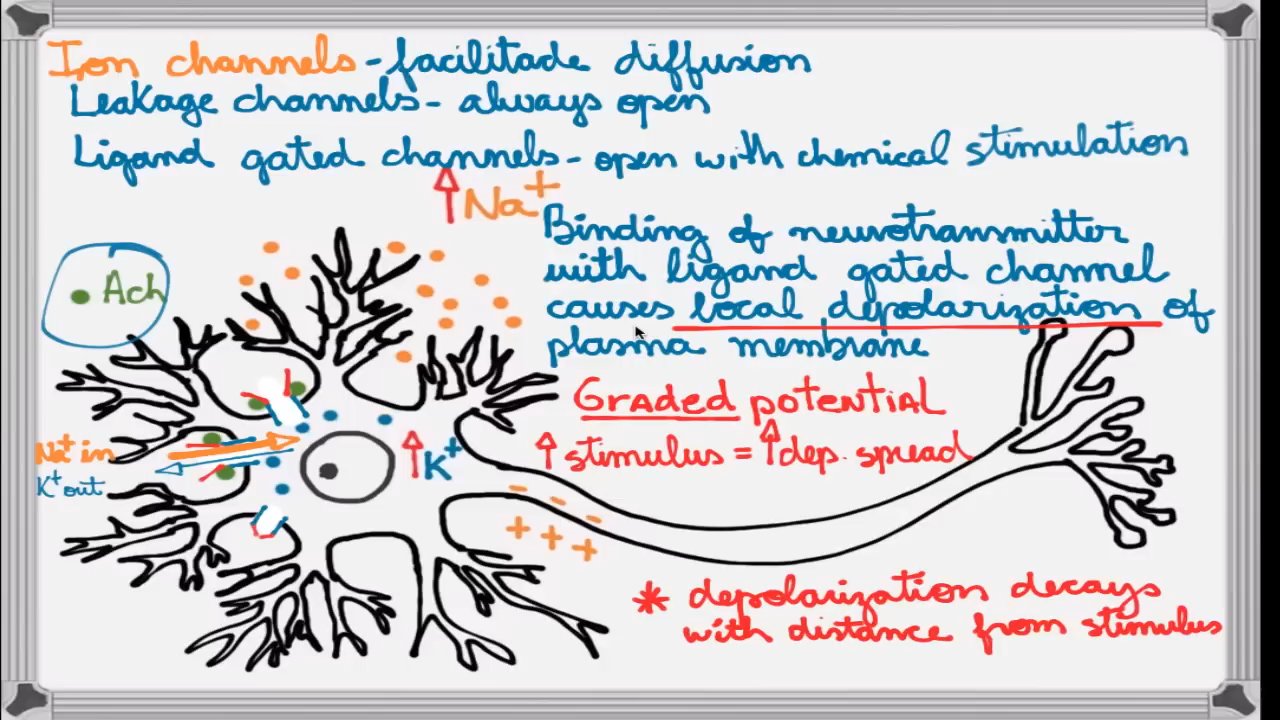 Ion channels - facilitade diffusion
Leakage channels - always open
Ligand gated channels - open with chemical stimulation
↑ Na+
Binding of neurotransmitter
with ligand gated channel
causes local depolarization of
plasma membrane
Ach
Graded potential
↑ stimulus = ↑ dep. spread
Na+ in
K+ out
↑ K+
- - -
+ + +
* depolarization decays
with distance from stimulus